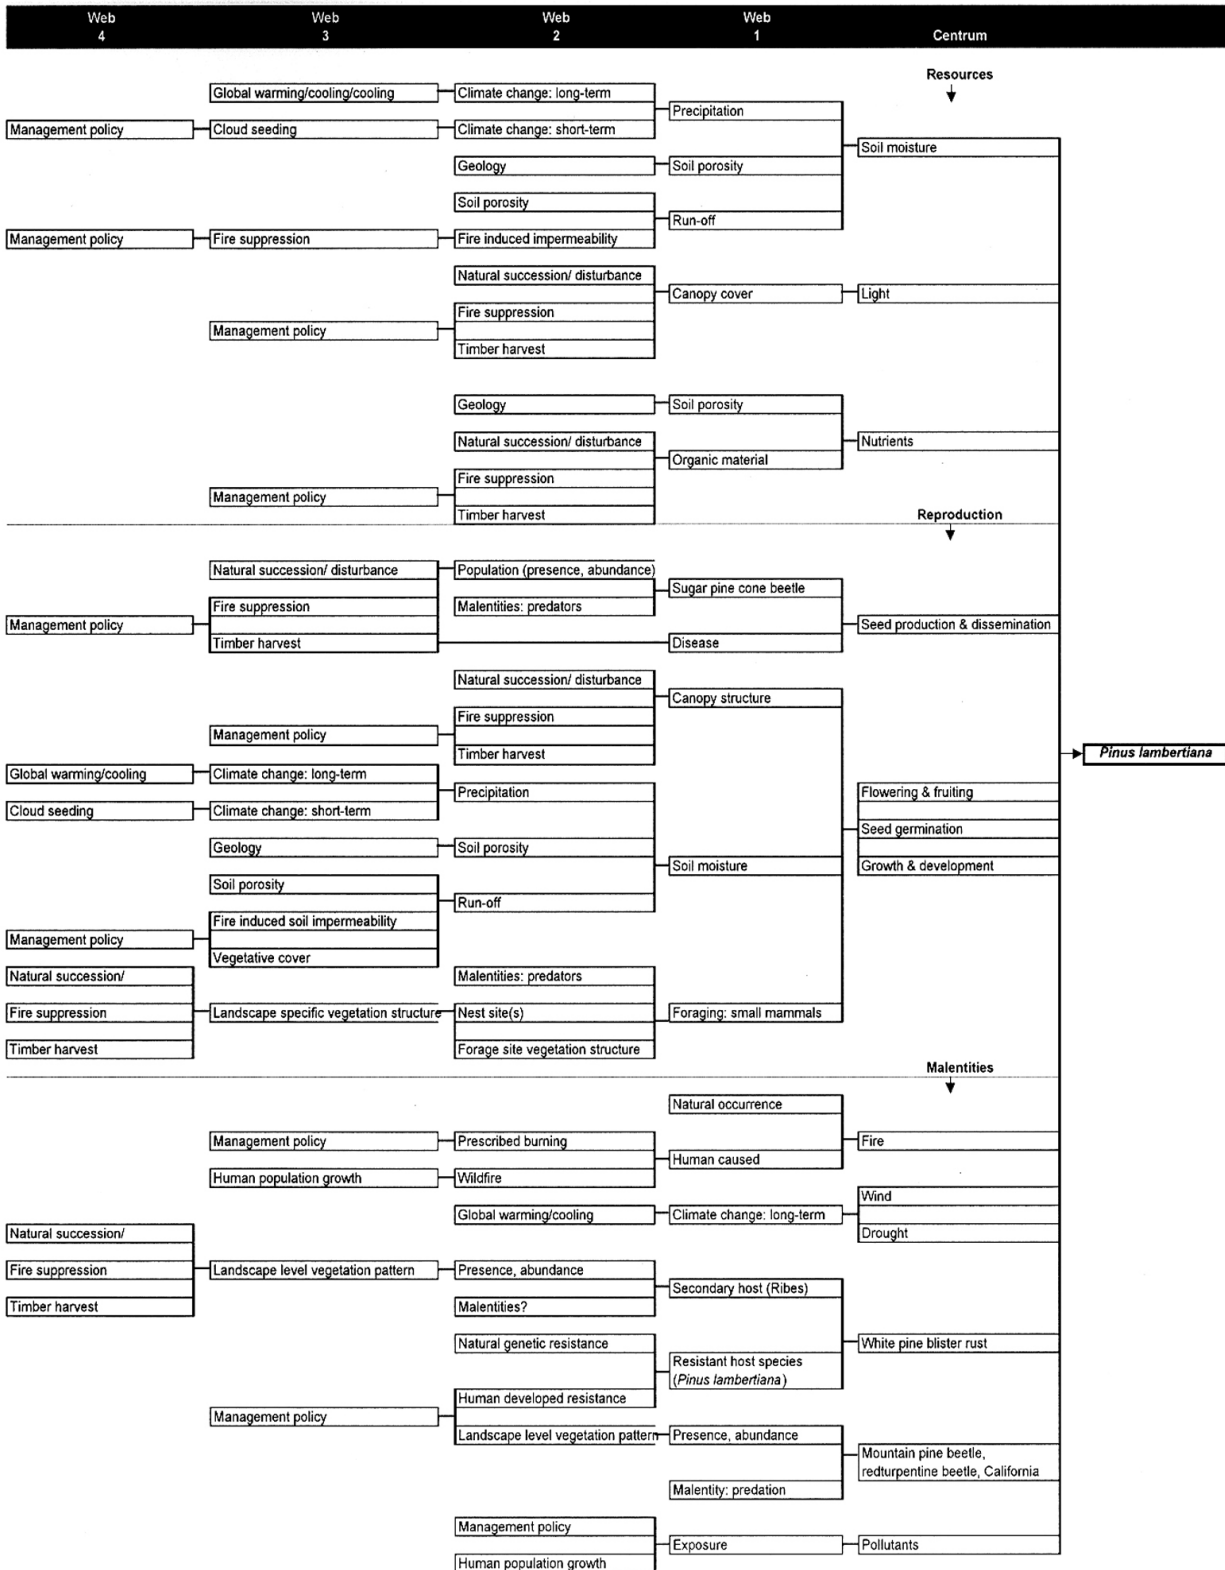 Web Web Web Web
4 3 2 1 Centrum
Resources
Global warming/cooling/cooling Climate change: long-term
Precipitation
Management policy Cloud seeding Climate change: short-term
Soil moisture
Geology Soil porosity
Soil porosity
Run-off
Management policy Fire suppression Fire induced impermeability
Natural succession/ disturbance
Canopy cover Light
Fire suppression
Management policy
Timber harvest
Geology Soil porosity
Natural succession/ disturbance Nutrients
Organic material
Fire suppression
Management policy
Timber harvest
Reproduction
Natural succession/ disturbance Population (presence, abundance)
Sugar pine cone beetle
Fire suppression Malentities: predators
Management policy Seed production & dissemination
Timber harvest Disease
Natural succession/ disturbance
Canopy structure
Fire suppression
Management policy
Timber harvest Pinus lambertiana
Global warming/cooling Climate change: long-term
Precipitation Flowering & fruiting
Cloud seeding Climate change: short-term
Seed germination
Geology Soil porosity
Soil moisture Growth & development
Soil porosity
Run-off
Fire induced soil impermeability
Management policy
Vegetative cover
Natural succession/ Malentities: predators
Fire suppression Landscape specific vegetation structure Nest site(s) Foraging: small mammals
Timber harvest Forage site vegetation structure
Malentities
Natural occurrence
Management policy Prescribed burning Fire
Human caused
Human population growth Wildfire
Wind
Global warming/cooling Climate change: long-term
Natural succession/ Drought
Fire suppression Landscape level vegetation pattern Presence, abundance
Secondary host (Ribes)
Timber harvest Malentities?
Natural genetic resistance White pine blister rust
Resistant host species
(Pinus lambertiana)
Human developed resistance
Management policy
Landscape level vegetation pattern Presence, abundance
Mountain pine beetle,
redturpentine beetle, California
Malentity: predation
Management policy
Exposure Pollutants
Human population growth